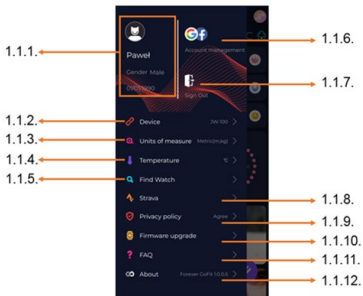 1.1.1.
1.1.6.
Paweł
Account management
Gender Male
1.1.7.
Sign Out
1.1.2.
Device
JW-100
1.1.3.
Units of measure
Metric(m,kg)
1.1.4.
Temperature
℃
1.1.5.
Find Watch
Strava
1.1.8.
Privacy policy
Agree
1.1.9.
Firmware upgrade
1.1.10.
FAQ
1.1.11.
About
Forever GoFit 1.0.0.5
1.1.12.